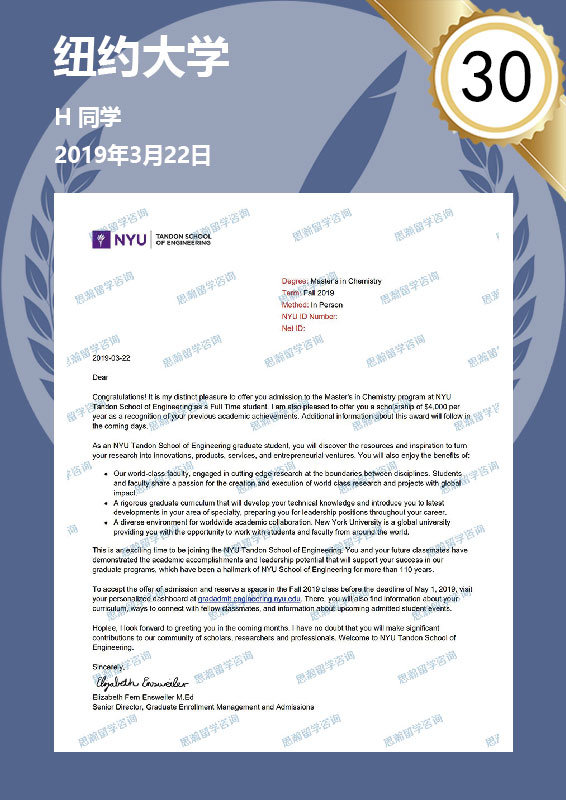 纽约大学
30
H 同学
2019年3月22日
NYU TANDON SCHOOL
OF ENGINEERING
Degree: Master's in Chemistry
Term: Fall 2019
Method: In Person
NYU ID Number:
Net ID:
2019-03-22
Dear
Congratulations! It is my distinct pleasure to offer you admission to the Master's in Chemistry program at NYU
Tandon School of Engineering as a Full Time student. I am also pleased to offer you a scholarship of $4,000 per
year as a recognition of your previous academic achievements. Additional information about this award will follow in
the coming days.
As an NYU Tandon School of Engineering graduate student, you will discover the resources and inspiration to turn
your research into innovations, products, services, and entrepreneurial ventures. You will also enjoy the benefits of:
• Our world-class faculty, engaged in cutting edge research at the boundaries between disciplines. Students
and faculty share a passion for the creation and execution of world class research and projects with global
impact.
• A rigorous graduate curriculum that will develop your technical knowledge and introduce you to latest
developments in your area of specialty, preparing you for leadership positions throughout your career.
• A diverse environment for worldwide academic collaboration. New York University is a global university
providing you with the opportunity to work with students and faculty from around the world.
This is an exciting time to be joining the NYU Tandon School of Engineering. You and your future classmates have
demonstrated the academic accomplishments and leadership potential that will support your success in our
graduate programs, which have been a hallmark of NYU School of Engineering for more than 110 years.
To accept the offer of admission and reserve a space in the Fall 2019 class before the deadline of May 1, 2019, visit
your personalized dashboard at gradadmit.engineering.nyu.edu. There, you will also find information about your
curriculum, ways to connect with fellow classmates, and information about upcoming admitted student events.
Hoplee, I look forward to greeting you in the coming months. I have no doubt that you will make significant
contributions to our community of scholars, researchers and professionals. Welcome to NYU Tandon School of
Engineering.
Sincerely,
Elizabeth Ensweiler
Elizabeth Fern Ensweiler M.Ed
Senior Director, Graduate Enrollment Management and Admissions
思瀚留学咨询